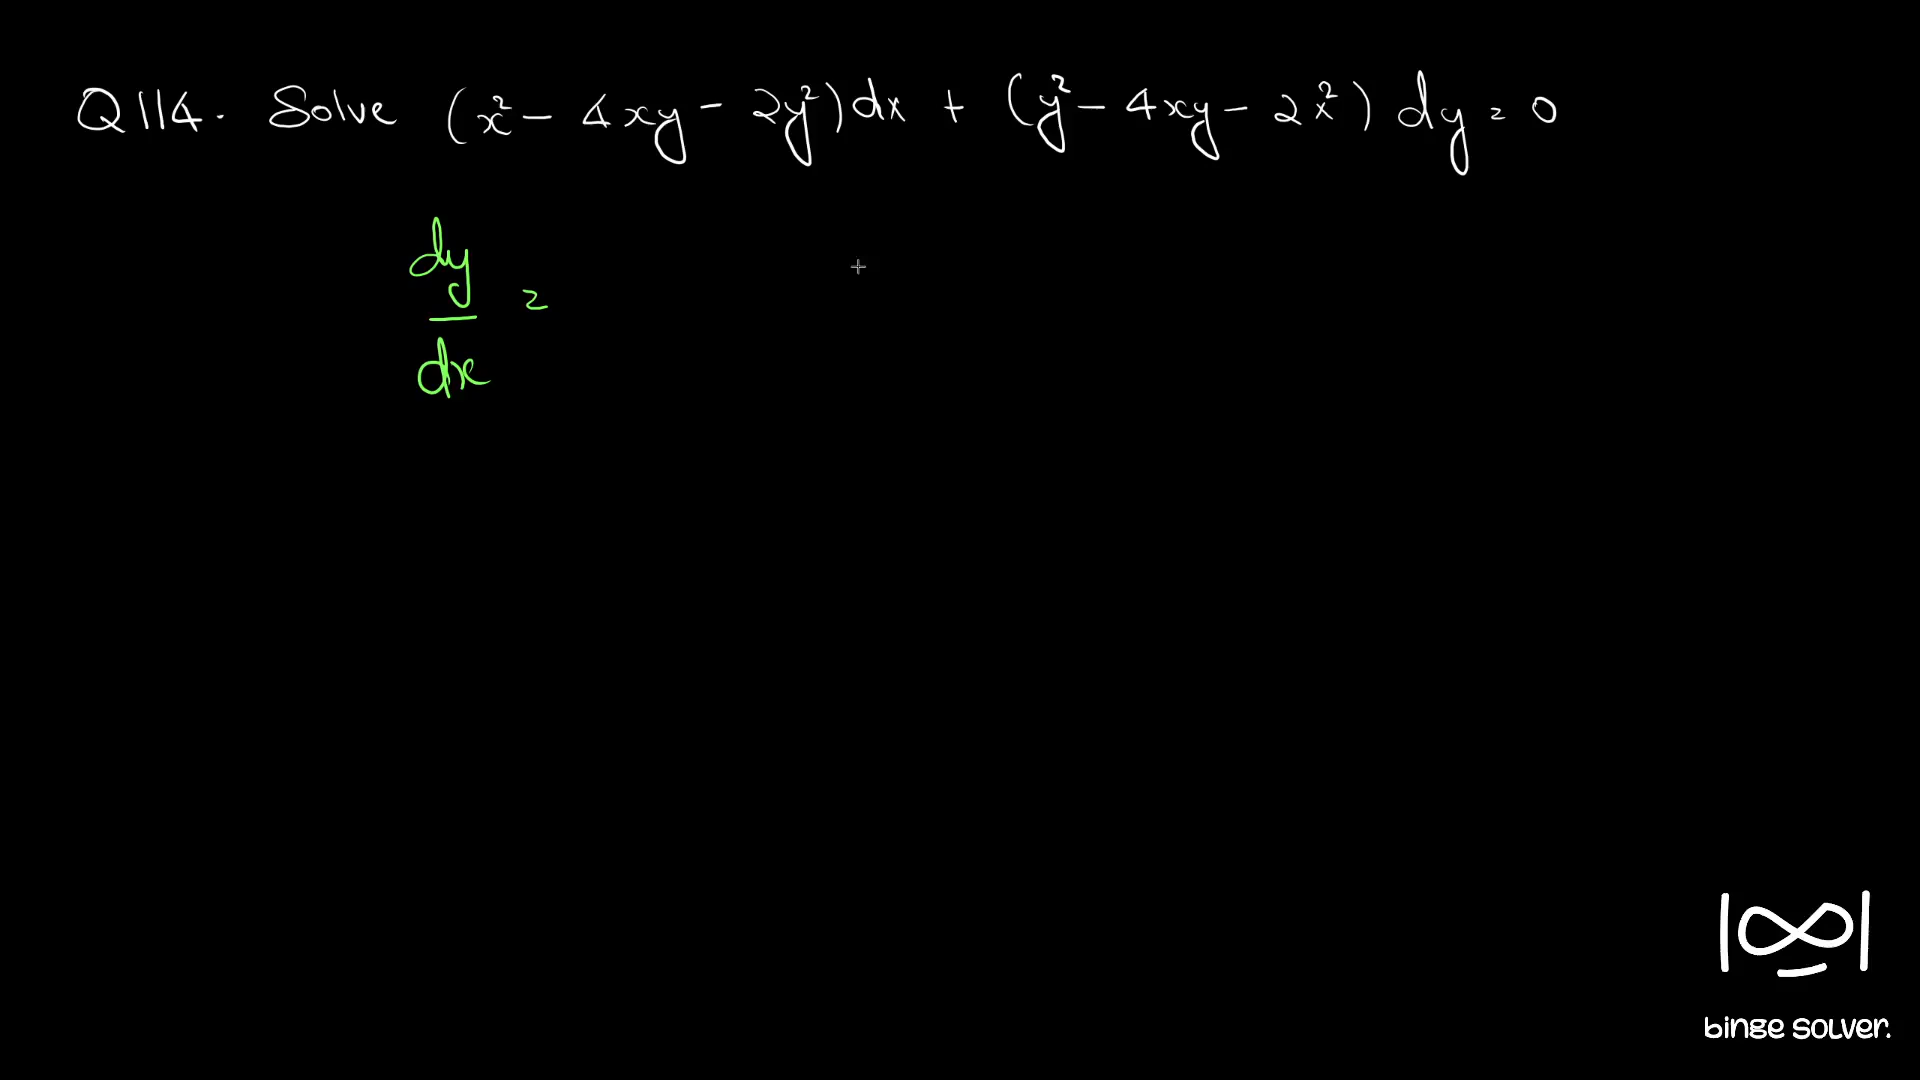 Q114. Solve (x² - 4xy - 2y²)dx + (y² - 4xy - 2x²) dy = 0
dy/dx =
binge solver.